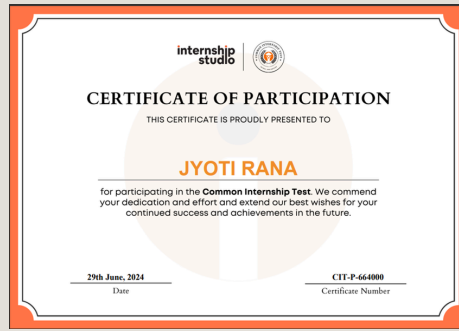 internship
studio
CERTIFICATE OF PARTICIPATION
THIS CERTIFICATE IS PROUDLY PRESENTED TO
JYOTI RANA
for participating in the Common Internship Test. We commend
your dedication and effort and extend our best wishes for your
continued success and achievements in the future.
29th June, 2024
Date
CIT-P-664000
Certificate Number